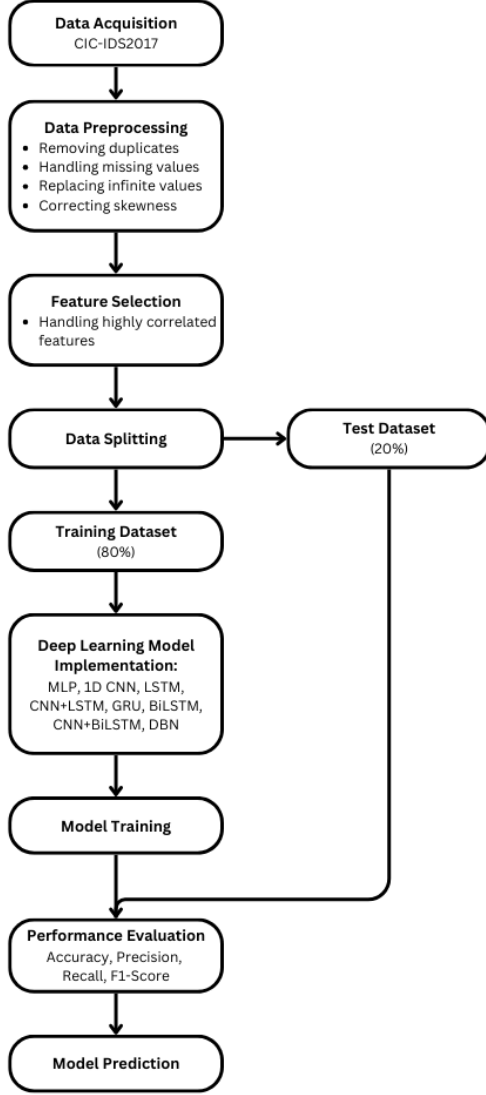 Data Acquisition
CIC-IDS2017
Data Preprocessing
• Removing duplicates
• Handling missing values
• Replacing infinite values
• Correcting skewness
Feature Selection
• Handling highly correlated
features
Data Splitting
Test Dataset
(20%)
Training Dataset
(80%)
Deep Learning Model
Implementation:
MLP, 1D CNN, LSTM,
CNN+LSTM, GRU, BiLSTM,
CNN+BiLSTM, DBN
Model Training
Performance Evaluation
Accuracy, Precision,
Recall, F1-Score
Model Prediction